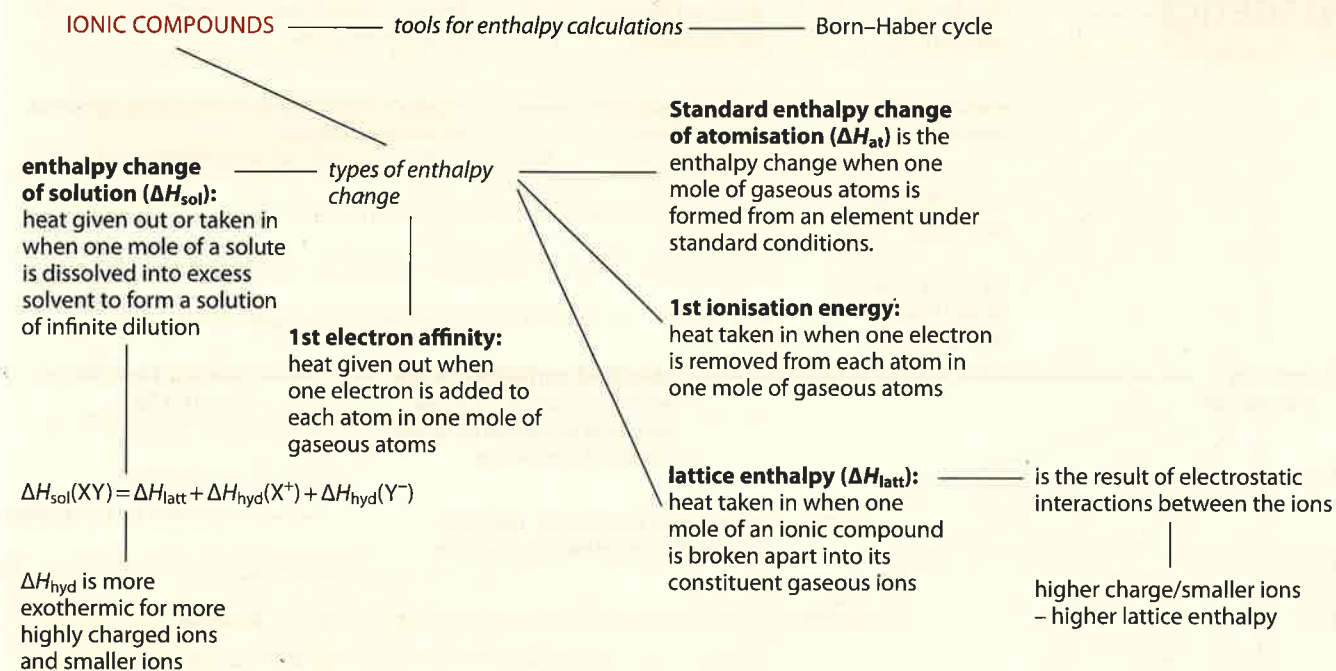 IONIC COMPOUNDS tools for enthalpy calculations Born–Haber cycle
enthalpy change
of solution (ΔHsol):
heat given out or taken in
when one mole of a solute
is dissolved into excess
solvent to form a solution
of infinite dilution
ΔHsol(XY) = ΔHlatt + ΔHhyd(X⁺) + ΔHhyd(Y⁻)
ΔHhyd is more
exothermic for more
highly charged ions
and smaller ions
types of enthalpy
change
1st electron affinity:
heat given out when
one electron is added to
each atom in one mole of
gaseous atoms
Standard enthalpy change
of atomisation (ΔHat) is the
enthalpy change when one
mole of gaseous atoms is
formed from an element under
standard conditions.
1st ionisation energy:
heat taken in when one electron
is removed from each atom in
one mole of gaseous atoms
lattice enthalpy (ΔHlatt):
heat taken in when one
mole of an ionic compound
is broken apart into its
constituent gaseous ions
is the result of electrostatic
interactions between the ions
higher charge/smaller ions
– higher lattice enthalpy